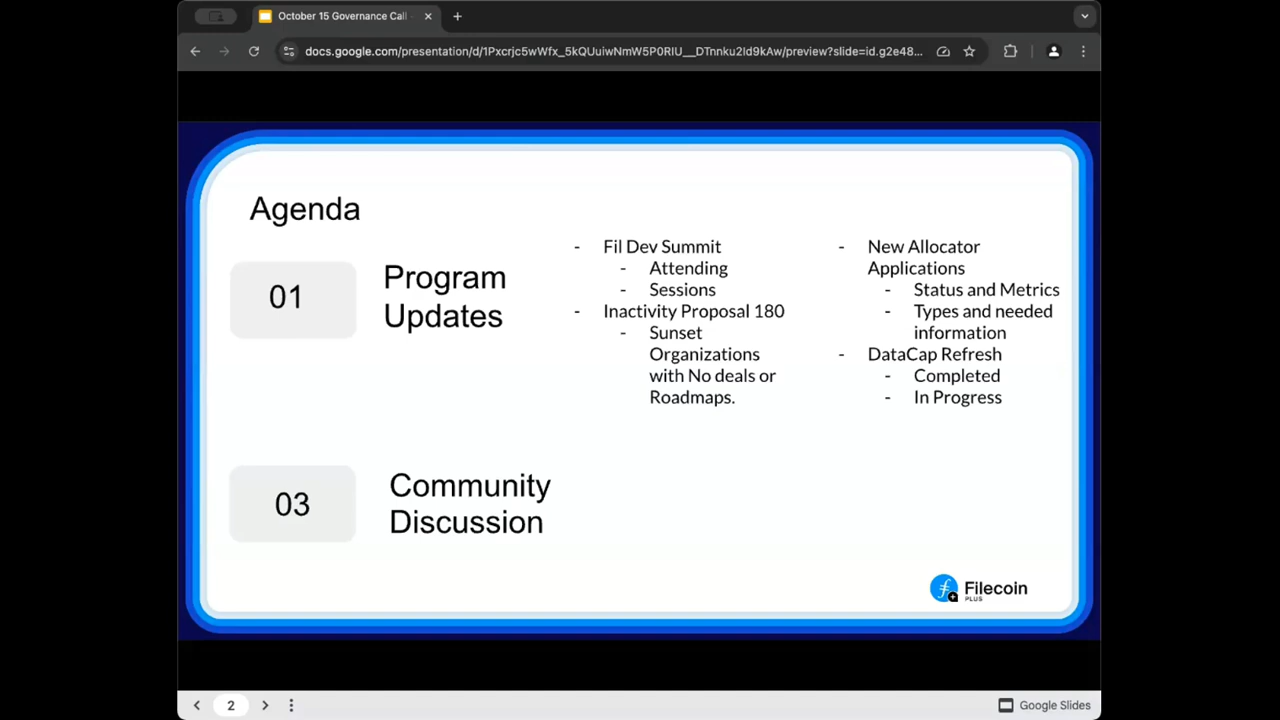 October 15 Governance Call
docs.google.com/presentation/d/1Pxcrjc5wWfx_5kQUuiwNmW5P0RIU__DTnnku2Id9kAw/preview?slide=id.g2e48...
Agenda
01
Program
Updates
- Fil Dev Summit
- Attending
- Sessions
- Inactivity Proposal 180
- Sunset
Organizations
with No deals or
Roadmaps.
- New Allocator
Applications
- Status and Metrics
- Types and needed
information
- DataCap Refresh
- Completed
- In Progress
03
Community
Discussion
Filecoin
PLUS
2
Google Slides